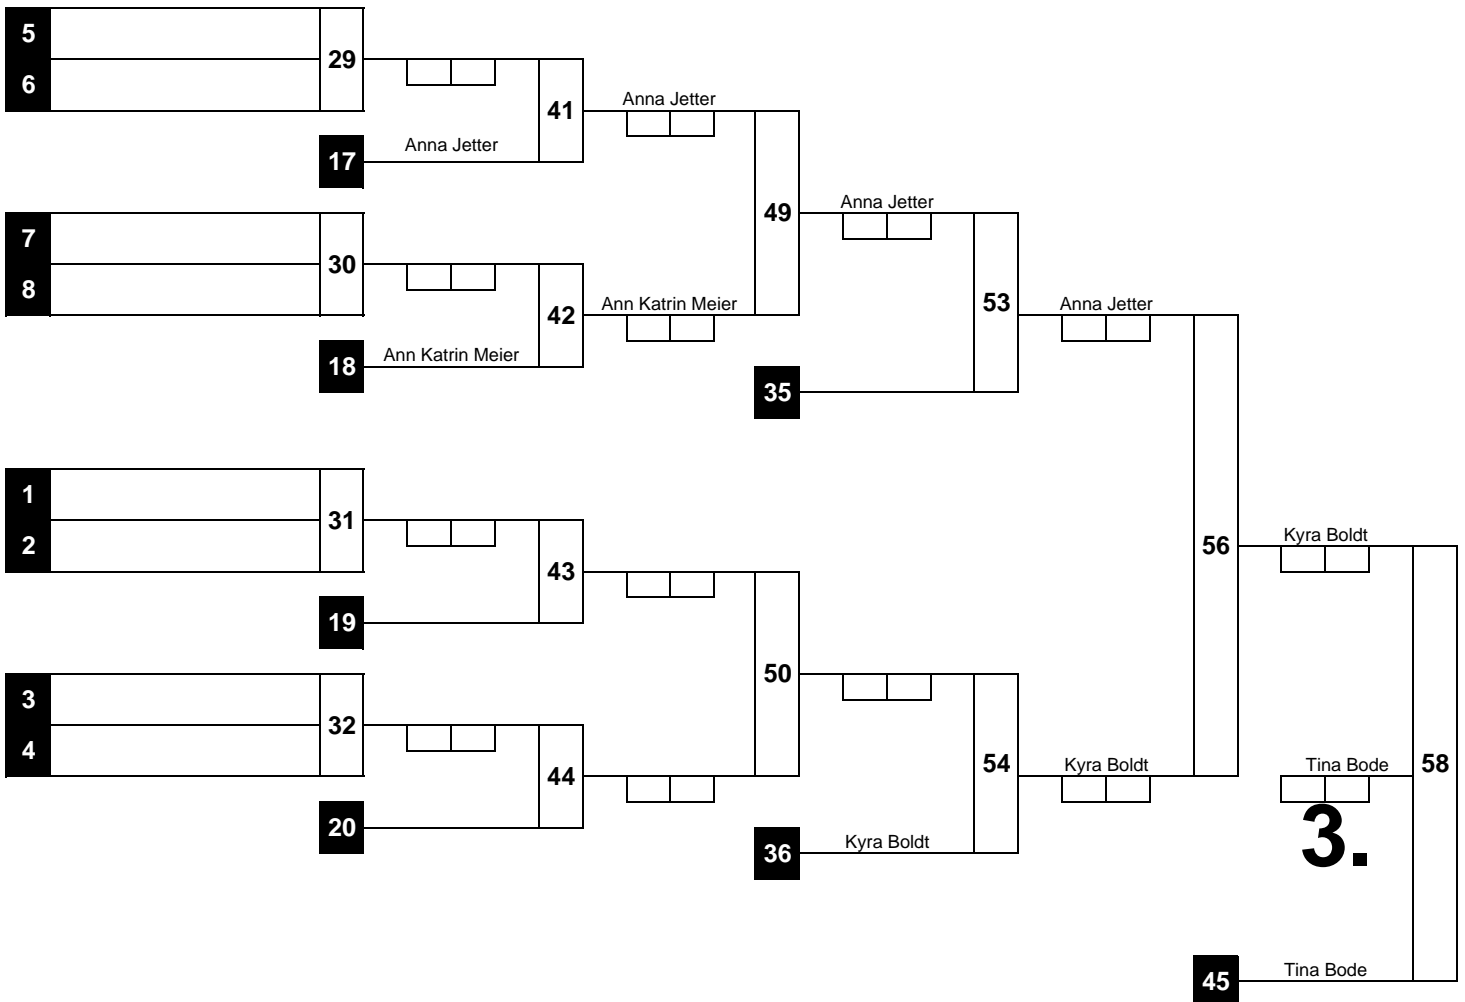 5
29
6
41
Anna Jetter
17
Anna Jetter
7
30
8
42
Ann Katrin Meier
18
Ann Katrin Meier
49
Anna Jetter
53
Anna Jetter
35
1
31
2
43
19
3
32
4
44
20
50
54
Kyra Boldt
36
Kyra Boldt
56
Kyra Boldt
58
Tina Bode
3.
45
Tina Bode